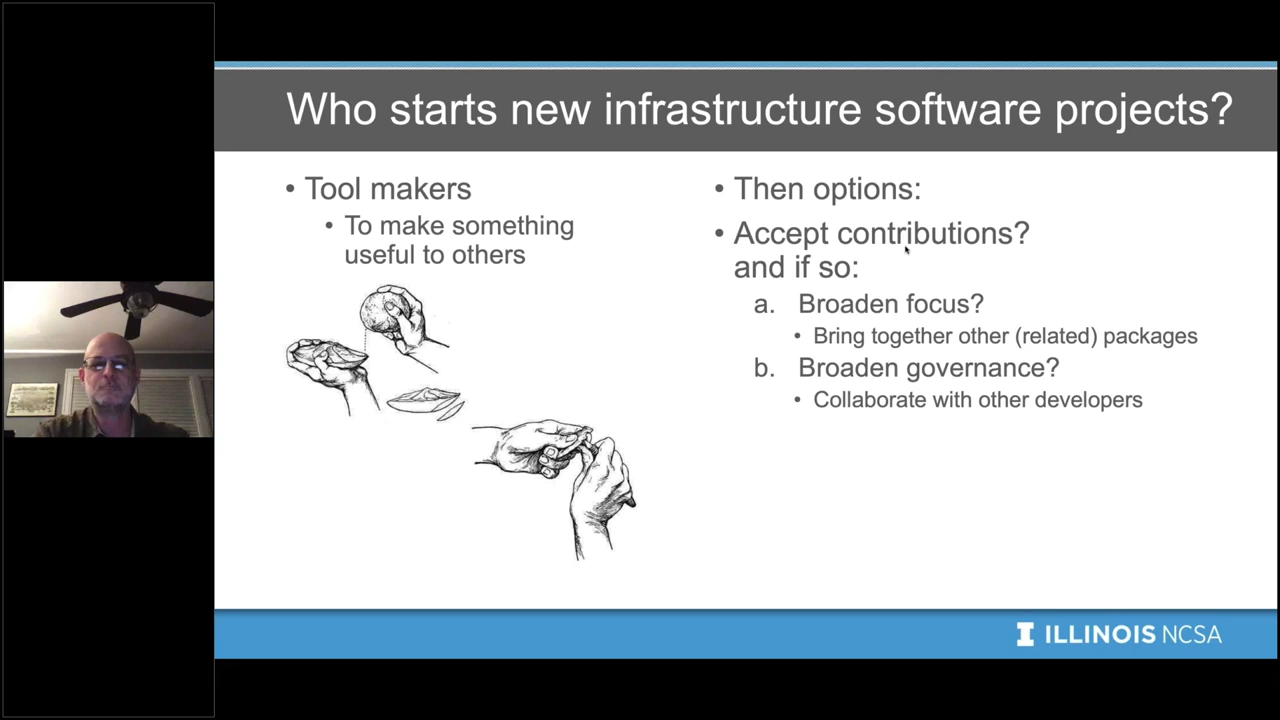 Who starts new infrastructure software projects?
• Tool makers
• To make something
useful to others
• Then options:
• Accept contributions?
and if so:
a. Broaden focus?
• Bring together other (related) packages
b. Broaden governance?
• Collaborate with other developers
I ILLINOIS NCSA